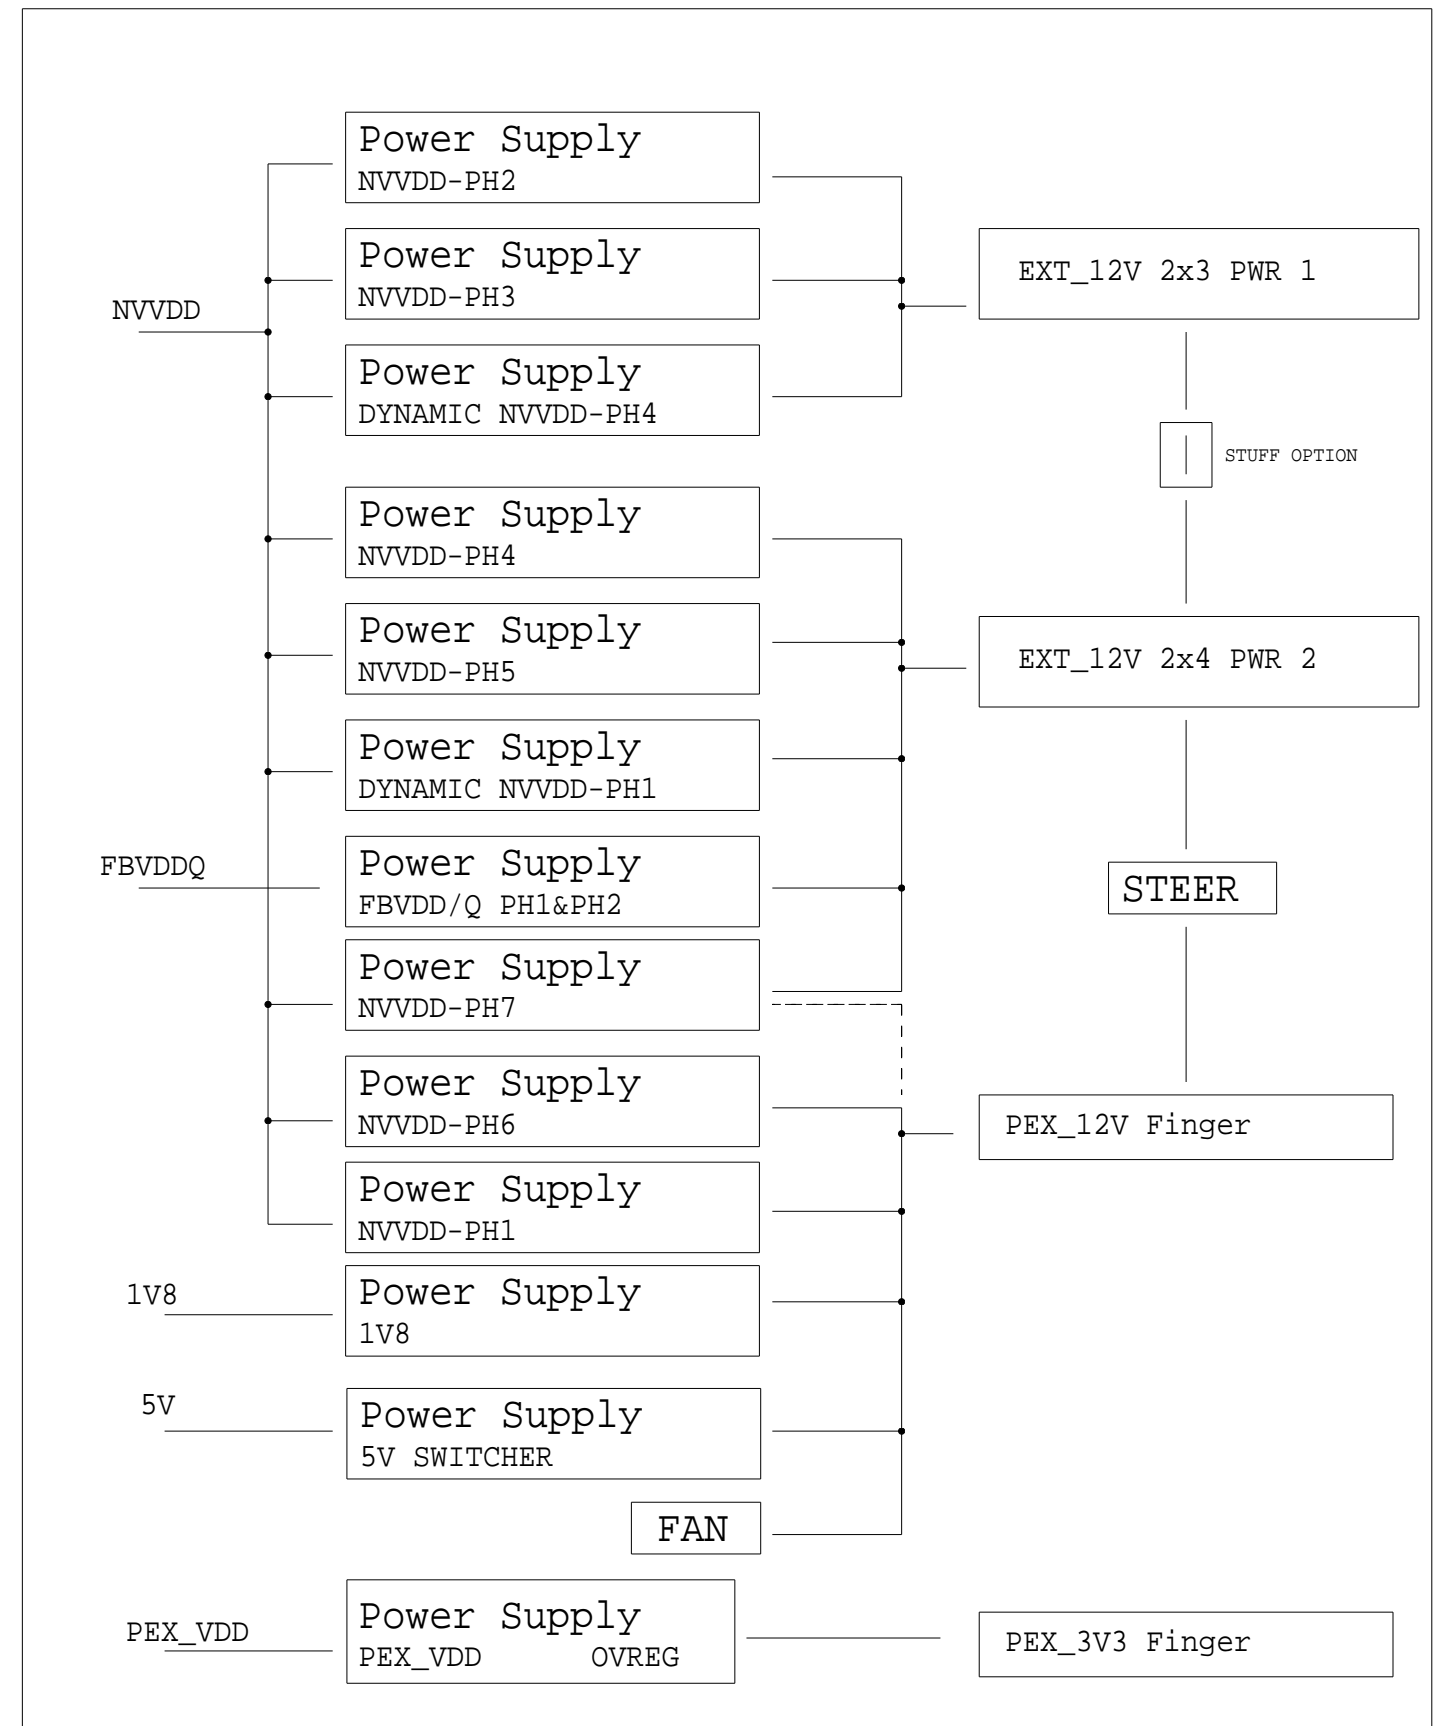 Power Supply
NVVDD-PH2
Power Supply
NVVDD-PH3
EXT_12V 2x3 PWR 1
NVVDD
Power Supply
DYNAMIC NVVDD-PH4
STUFF OPTION
Power Supply
NVVDD-PH4
Power Supply
NVVDD-PH5
EXT_12V 2x4 PWR 2
Power Supply
DYNAMIC NVVDD-PH1
FBVDDQ
Power Supply
FBVDD/Q PH1&PH2
STEER
Power Supply
NVVDD-PH7
Power Supply
NVVDD-PH6
PEX_12V Finger
Power Supply
NVVDD-PH1
1V8
Power Supply
1V8
5V
Power Supply
5V SWITCHER
FAN
PEX_VDD
Power Supply
PEX_VDD OVREG
PEX_3V3 Finger